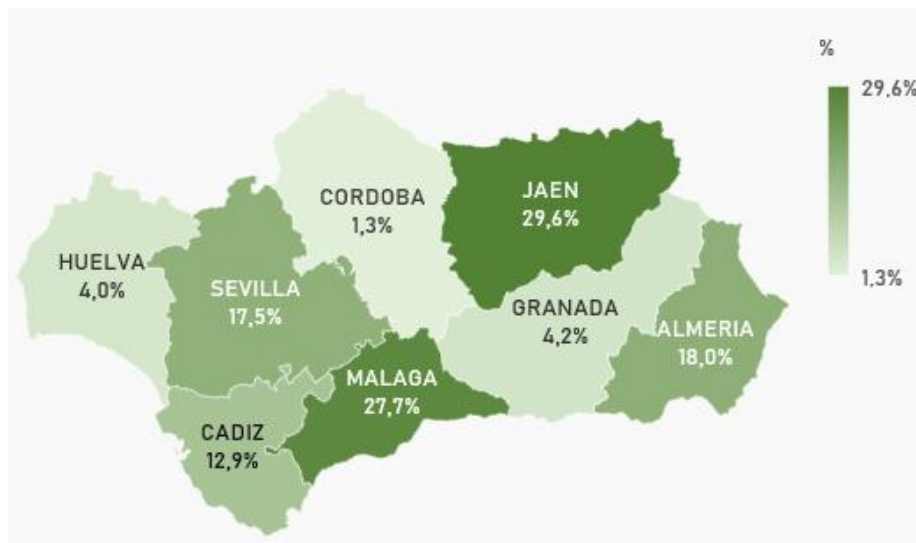 %
29,6%
JAEN
29,6%
CORDOBA
1,3%
HUELVA
4,0%
SEVILLA
17,5%
GRANADA
4,2%
ALMERIA
18,0%
1,3%
MALAGA
27,7%
CADIZ
12,9%